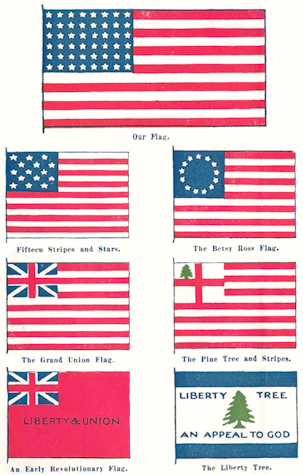 Our Flag.
Fifteen Stripes and Stars.
The Betsy Ross Flag.
The Grand Union Flag.
The Pine Tree and Stripes.
LIBERTY & UNION
LIBERTY TREE
AN APPEAL TO GOD
An Early Revolutionary Flag.
The Liberty Tree.